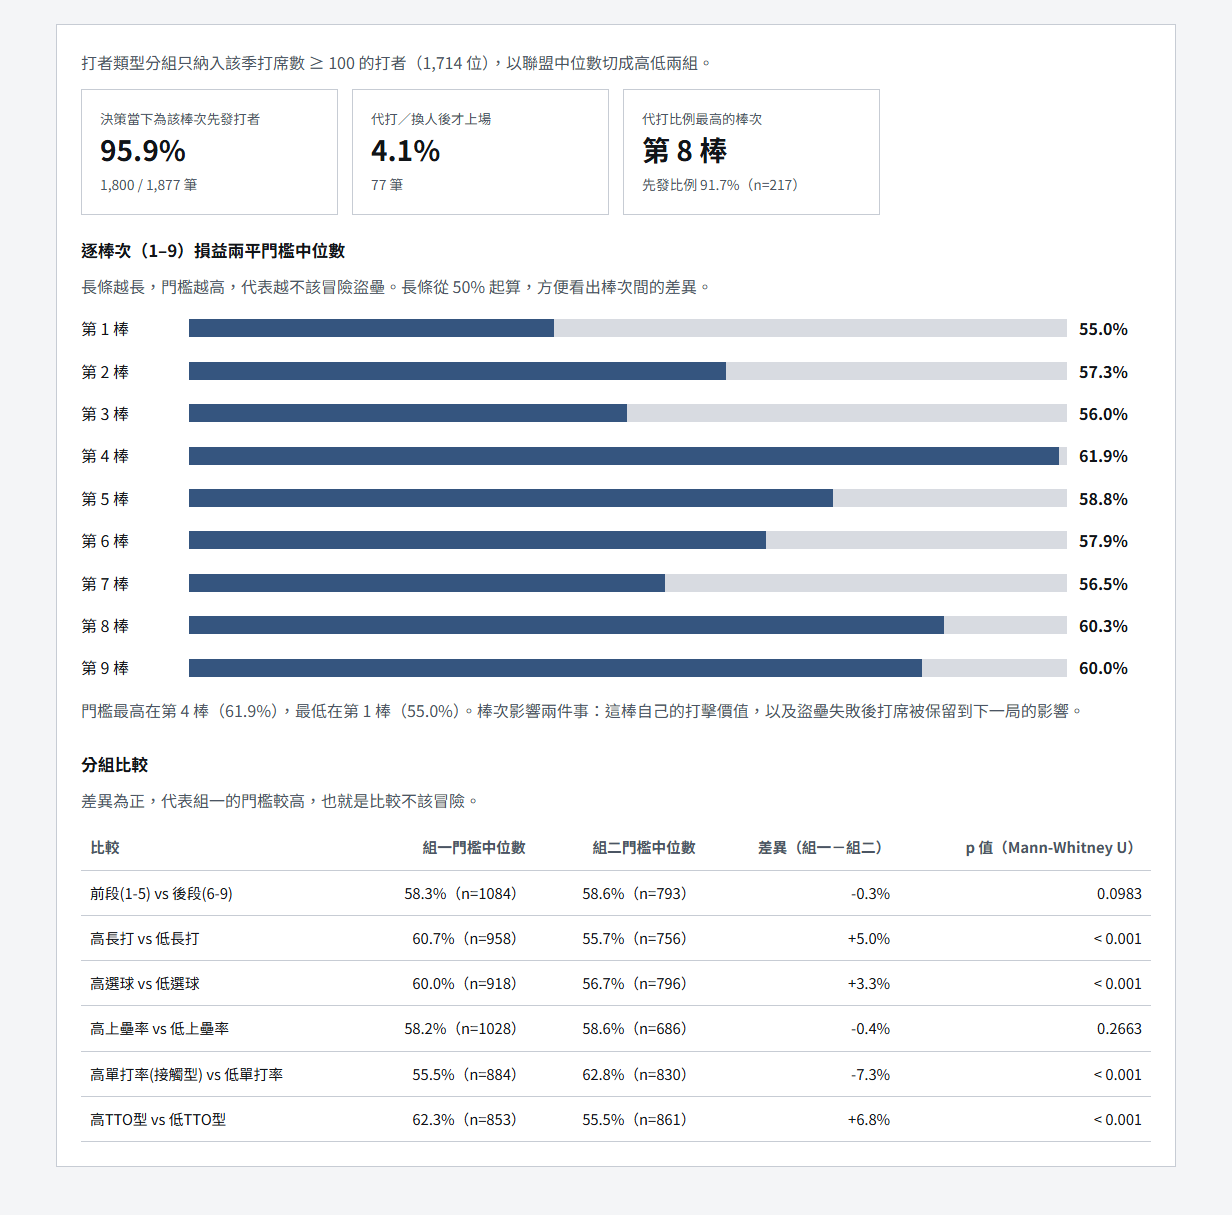 打者類型分組只納入該季打席數 ≥ 100 的打者（1,714 位），以聯盟中位數切成高低兩組。
決策當下為該棒次先發打者
95.9%
1,800 / 1,877 筆
代打／換人後才上場
4.1%
77 筆
代打比例最高的棒次
第 8 棒
先發比例 91.7%（n=217）
逐棒次（1–9）損益兩平門檻中位數
長條越長，門檻越高，代表越不該冒險盜壘。長條從 50% 起算，方便看出棒次間的差異。
第 1 棒 55.0%
第 2 棒 57.3%
第 3 棒 56.0%
第 4 棒 61.9%
第 5 棒 58.8%
第 6 棒 57.9%
第 7 棒 56.5%
第 8 棒 60.3%
第 9 棒 60.0%
門檻最高在第 4 棒（61.9%），最低在第 1 棒（55.0%）。棒次影響兩件事：這棒自己的打擊價值，以及盜壘失敗後打席被保留到下一局的影響。
分組比較
差異為正，代表組一的門檻較高，也就是比較不該冒險。
比較 組一門檻中位數 組二門檻中位數 差異（組一－組二） p 值（Mann-Whitney U）
前段(1-5) vs 後段(6-9) 58.3%（n=1084） 58.6%（n=793） -0.3% 0.0983
高長打 vs 低長打 60.7%（n=958） 55.7%（n=756） +5.0% < 0.001
高選球 vs 低選球 60.0%（n=918） 56.7%（n=796） +3.3% < 0.001
高上壘率 vs 低上壘率 58.2%（n=1028） 58.6%（n=686） -0.4% 0.2663
高單打率(接觸型) vs 低單打率 55.5%（n=884） 62.8%（n=830） -7.3% < 0.001
高TTO型 vs 低TTO型 62.3%（n=853） 55.5%（n=861） +6.8% < 0.001